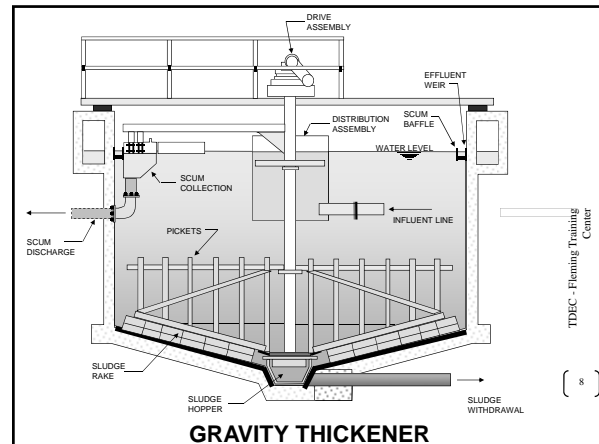 DRIVE
ASSEMBLY
EFFLUENT
WEIR
SCUM
BAFFLE
DISTRIBUTION
ASSEMBLY
WATER LEVEL
SCUM
COLLECTION
INFLUENT LINE
SCUM
DISCHARGE
PICKETS
TDEC - Fleming Training
Center
SLUDGE
RAKE
SLUDGE
HOPPER
SLUDGE
WITHDRAWAL
8
GRAVITY THICKENER